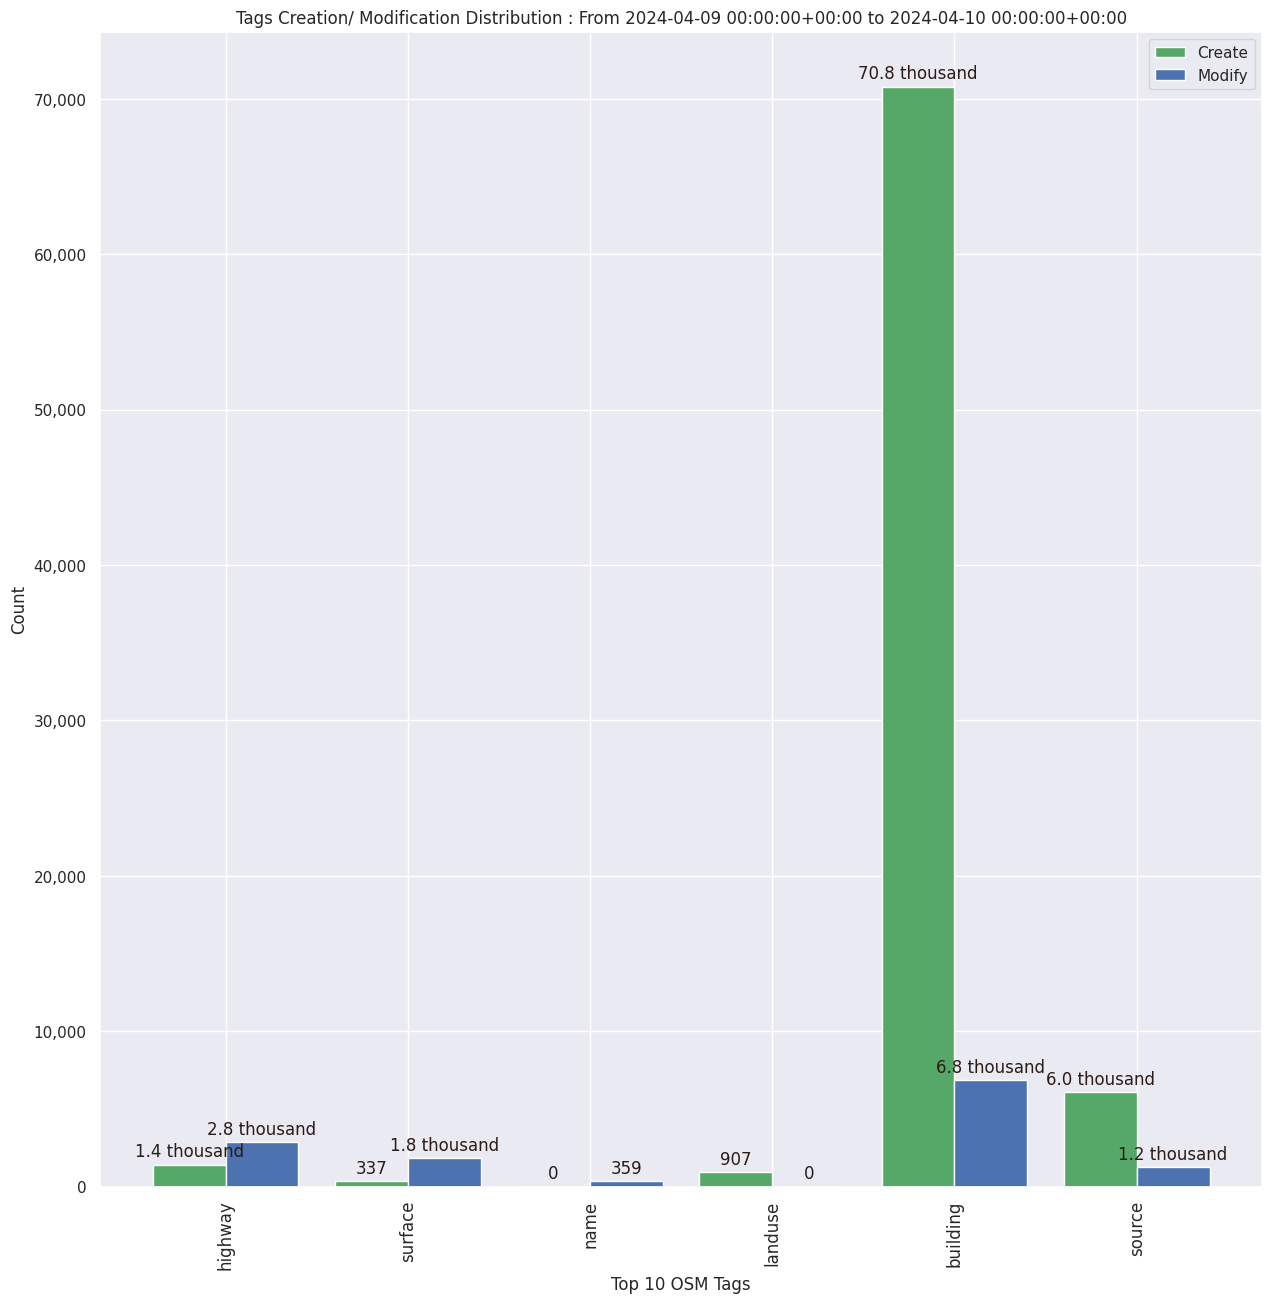 Tags Creation/ Modification Distribution : From 2024-04-09 00:00:00+00:00 to 2024-04-10 00:00:00+00:00
Create
Modify
70.8 thousand
70,000
60,000
50,000
40,000
30,000
20,000
10,000
0
Count
1.4 thousand
2.8 thousand
337
1.8 thousand
0
359
907
0
6.8 thousand
6.0 thousand
1.2 thousand
highway
surface
name
landuse
building
source
Top 10 OSM Tags